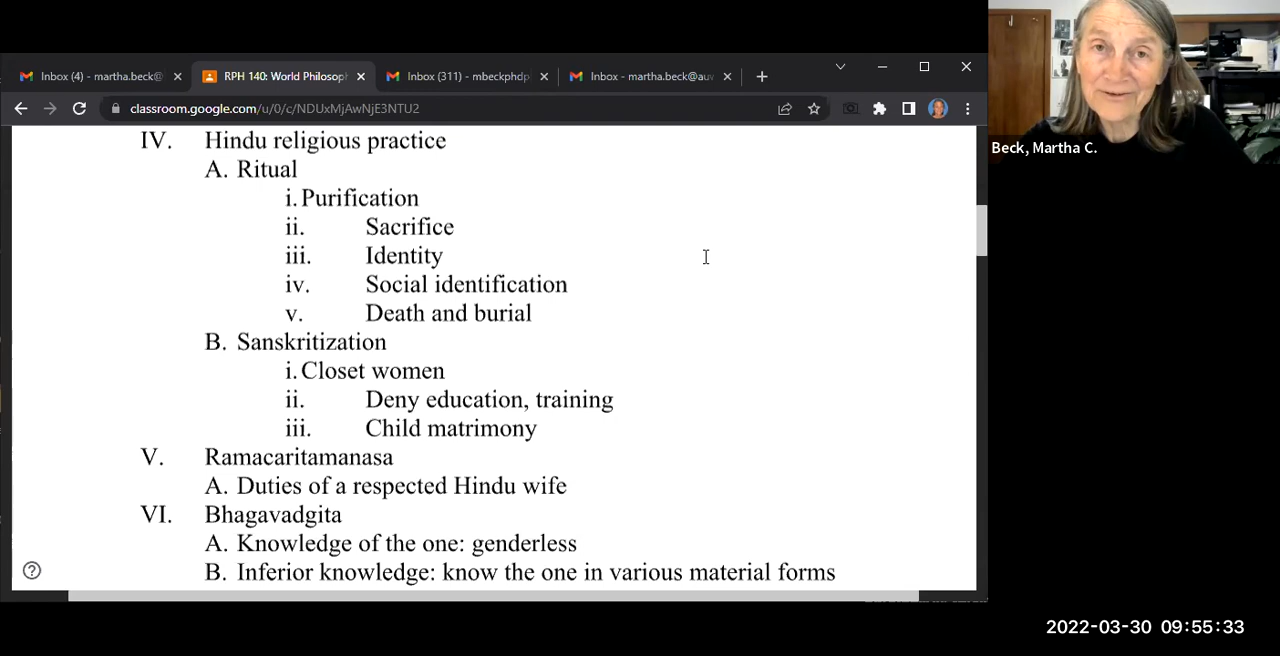 Inbox (4) - martha.beck@
RPH 140: World Philosoph
Inbox (311) - mbeckphdp
Inbox - martha.beck@au
classroom.google.com/u/0/c/NDUxMjAwNjE3NTU2
IV. Hindu religious practice
A. Ritual
i. Purification
ii. Sacrifice
iii. Identity
iv. Social identification
v. Death and burial
B. Sanskritization
i. Closet women
ii. Deny education, training
iii. Child matrimony
V. Ramacaritamanasa
A. Duties of a respected Hindu wife
VI. Bhagavadgita
A. Knowledge of the one: genderless
B. Inferior knowledge: know the one in various material forms
Beck, Martha C.
2022-03-30 09:55:33